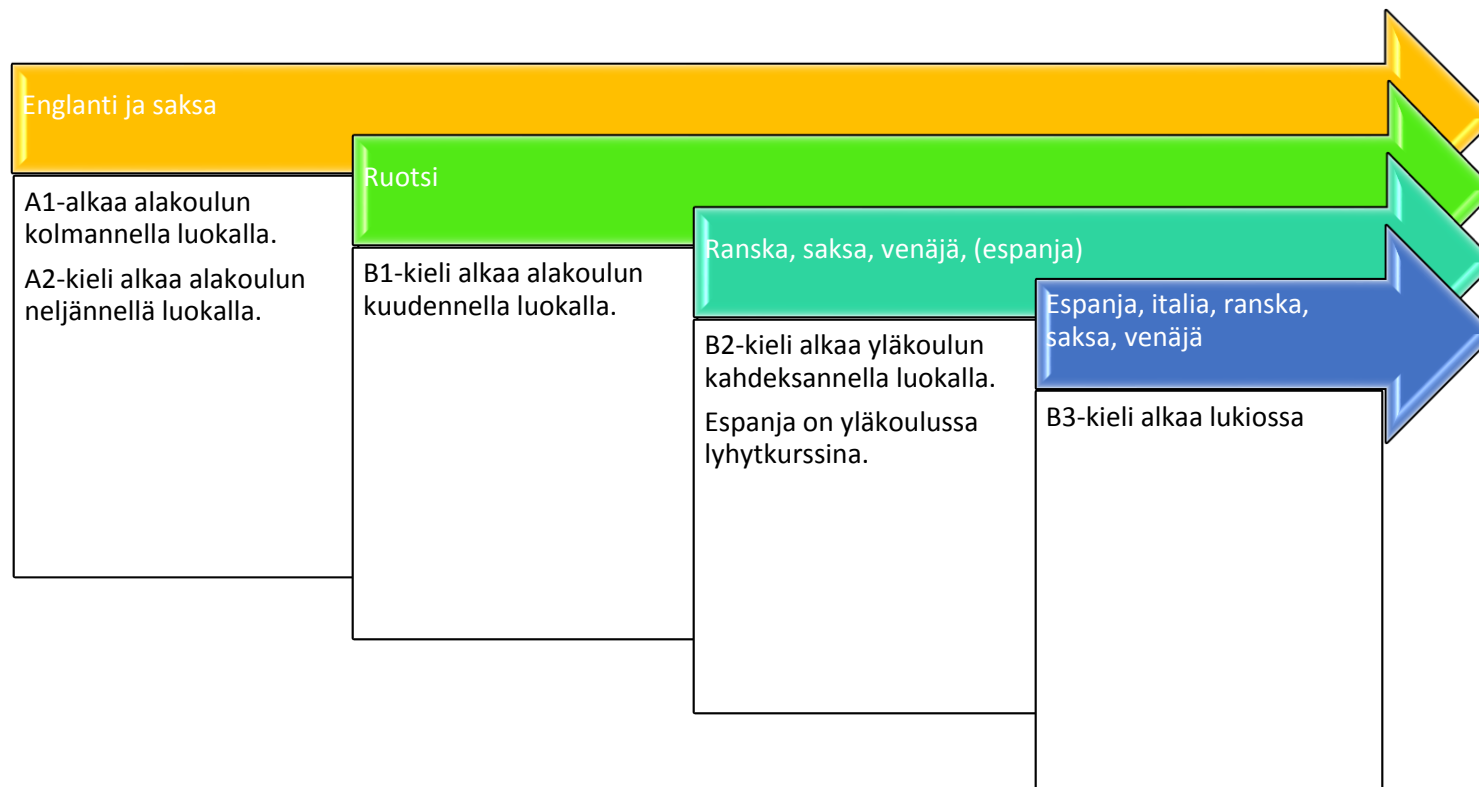 Englanti ja saksa
A1-alkaa alakoulun
kolmannella luokalla.
A2-kieli alkaa alakoulun
neljännellä luokalla.
Ruotsi
B1-kieli alkaa alakoulun
kuudennella luokalla.
Ranska, saksa, venäjä, (espanja)
B2-kieli alkaa yläkoulun
kahdeksannella luokalla.
Espanja on yläkoulussa
lyhytkurssina.
Espanja, italia, ranska,
saksa, venäjä
B3-kieli alkaa lukiossa